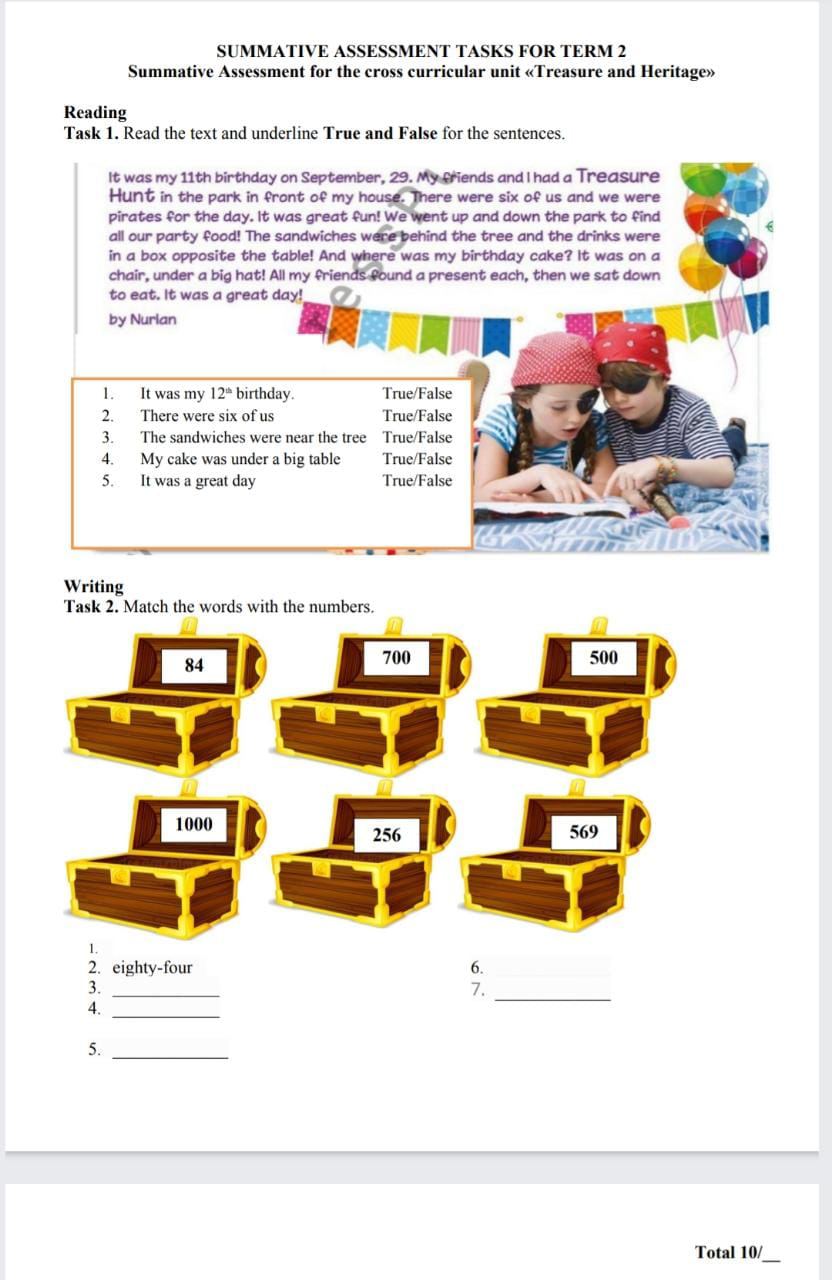 SUMMATIVE ASSESSMENT TASKS FOR TERM 2
Summative Assessment for the cross curricular unit «Treasure and Heritage»
Reading
Task 1. Read the text and underline True and False for the sentences.
It was my 11th birthday on September, 29. My friends and I had a Treasure
Hunt in the park in front of my house. There were six of us and we were
pirates for the day. It was great fun! We went up and down the park to find
all our party food! The sandwiches were behind the tree and the drinks were
in a box opposite the table! And where was my birthday cake? It was on a
chair, under a big hat! All my friends found a present each, then we sat down
to eat. It was a great day!
by Nurlan
1. It was my 12th birthday. True/False
2. There were six of us True/False
3. The sandwiches were near the tree True/False
4. My cake was under a big table True/False
5. It was a great day True/False
Writing
Task 2. Match the words with the numbers.
84 700 500
1000 256 569
1.
2. eighty-four 6.
3. ____________ 7. ____________
4. ____________
5. ____________
Total 10/__